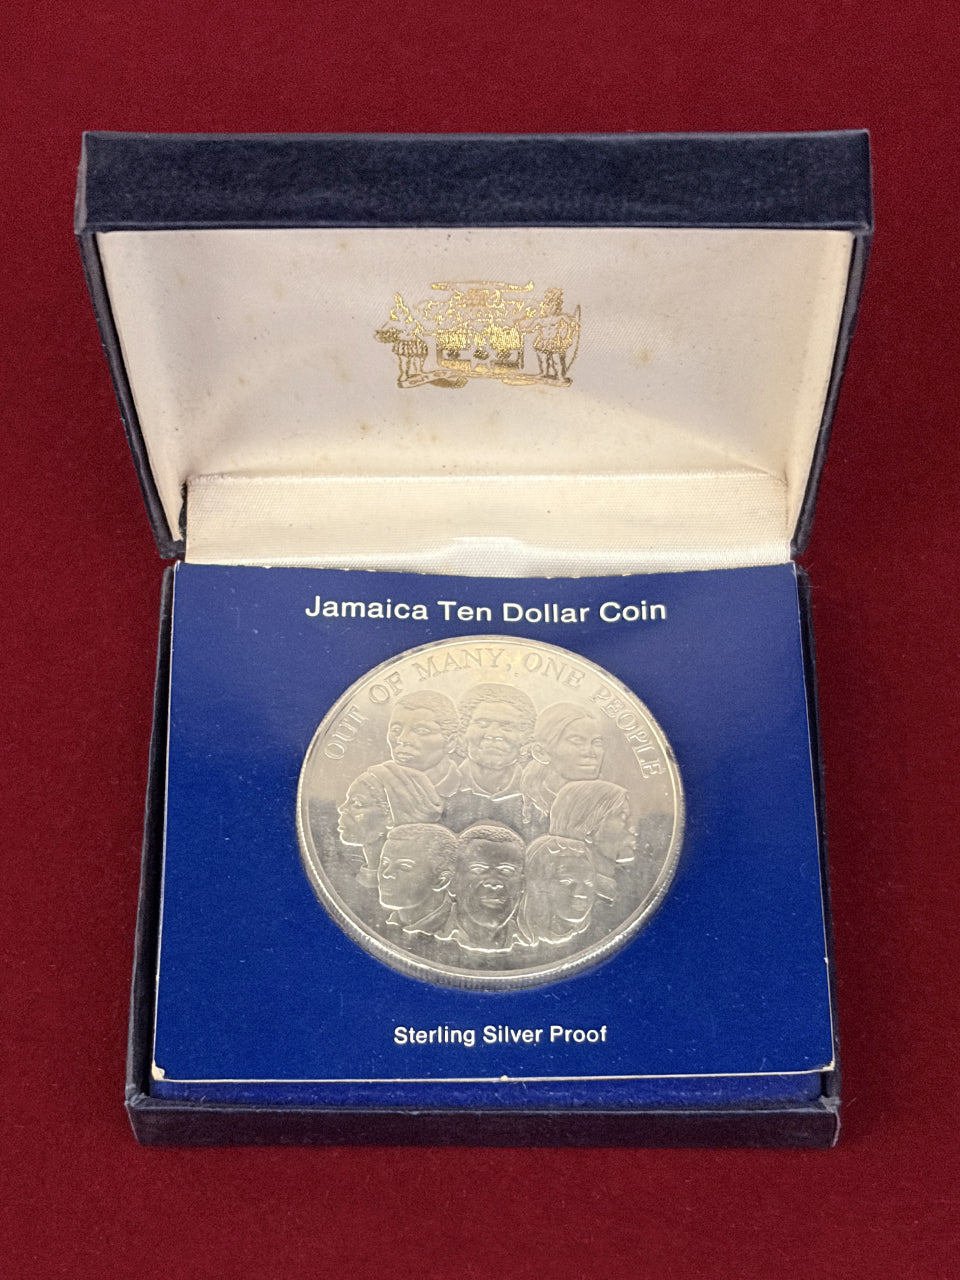 Jamaica Ten Dollar Coin
OUT OF MANY, ONE PEOPLE
Sterling Silver Proof